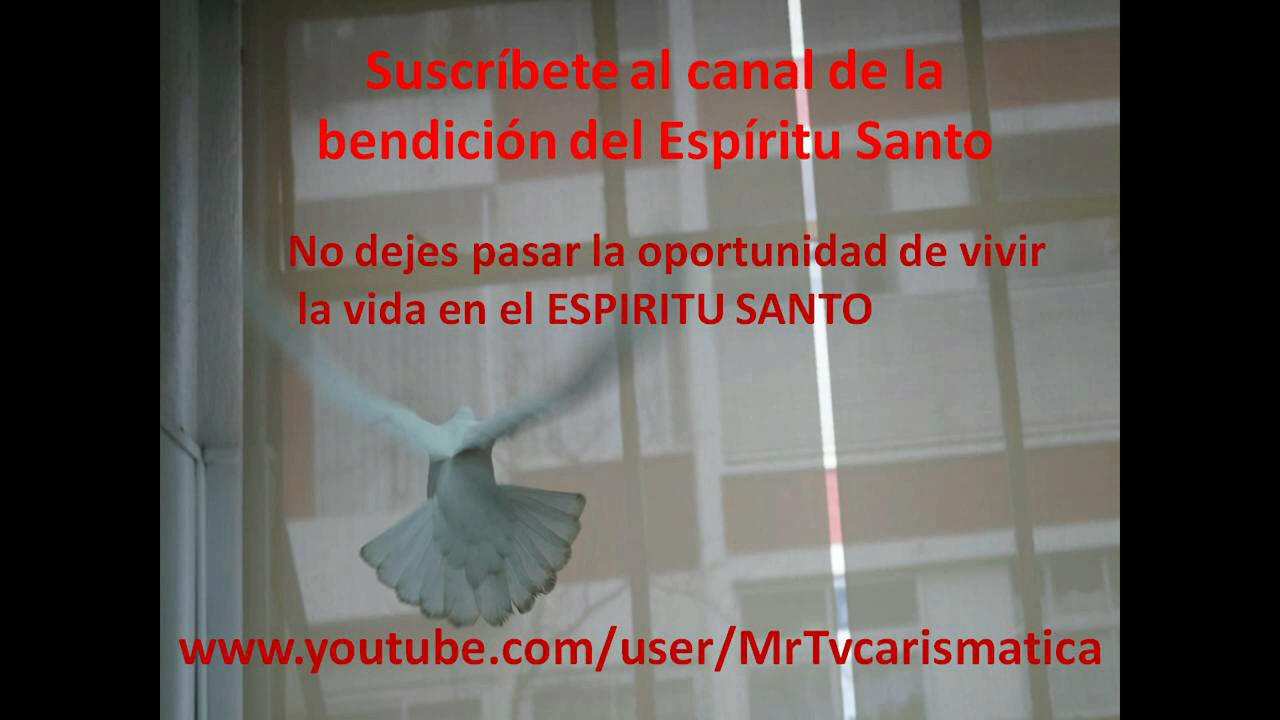 Suscríbete al canal de la
bendición del Espíritu Santo
No dejes pasar la oportunidad de vivir
la vida en el ESPIRITU SANTO
www.youtube.com/user/MrTvcarismatica